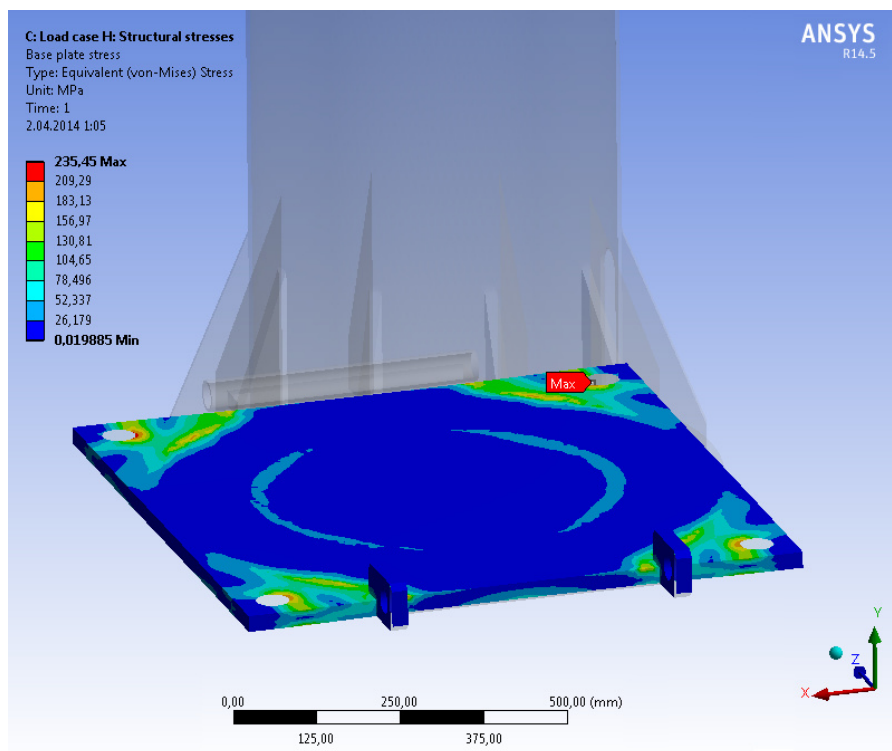 C: Load case H: Structural stresses
Base plate stress
Type: Equivalent (von-Mises) Stress
Unit: MPa
Time: 1
2.04.2014 1:05
ANSYS
R14.5
235,45 Max
209,29
183,13
156,97
130,81
104,65
78,496
52,337
26,179
0,019885 Min
Max
Y
Z
X
0,00 250,00 500,00 (mm)
125,00 375,00